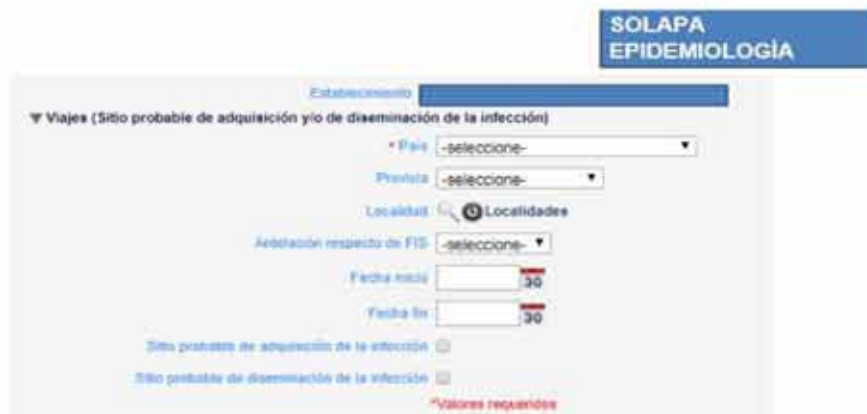 SOLAPA
EPIDEMIOLOGÍA
Establecimiento
▼ Viajes (Sitio probable de adquisición y/o de diseminación de la infección)
* País -seleccione-
Provincia -seleccione-
Localidad Localidades
Antelación respecto de FIS -seleccione-
Fecha inicio 30
Fecha fin 30
Sitio probable de adquisición de la infección
Sitio probable de diseminación de la infección
*Valores requeridos